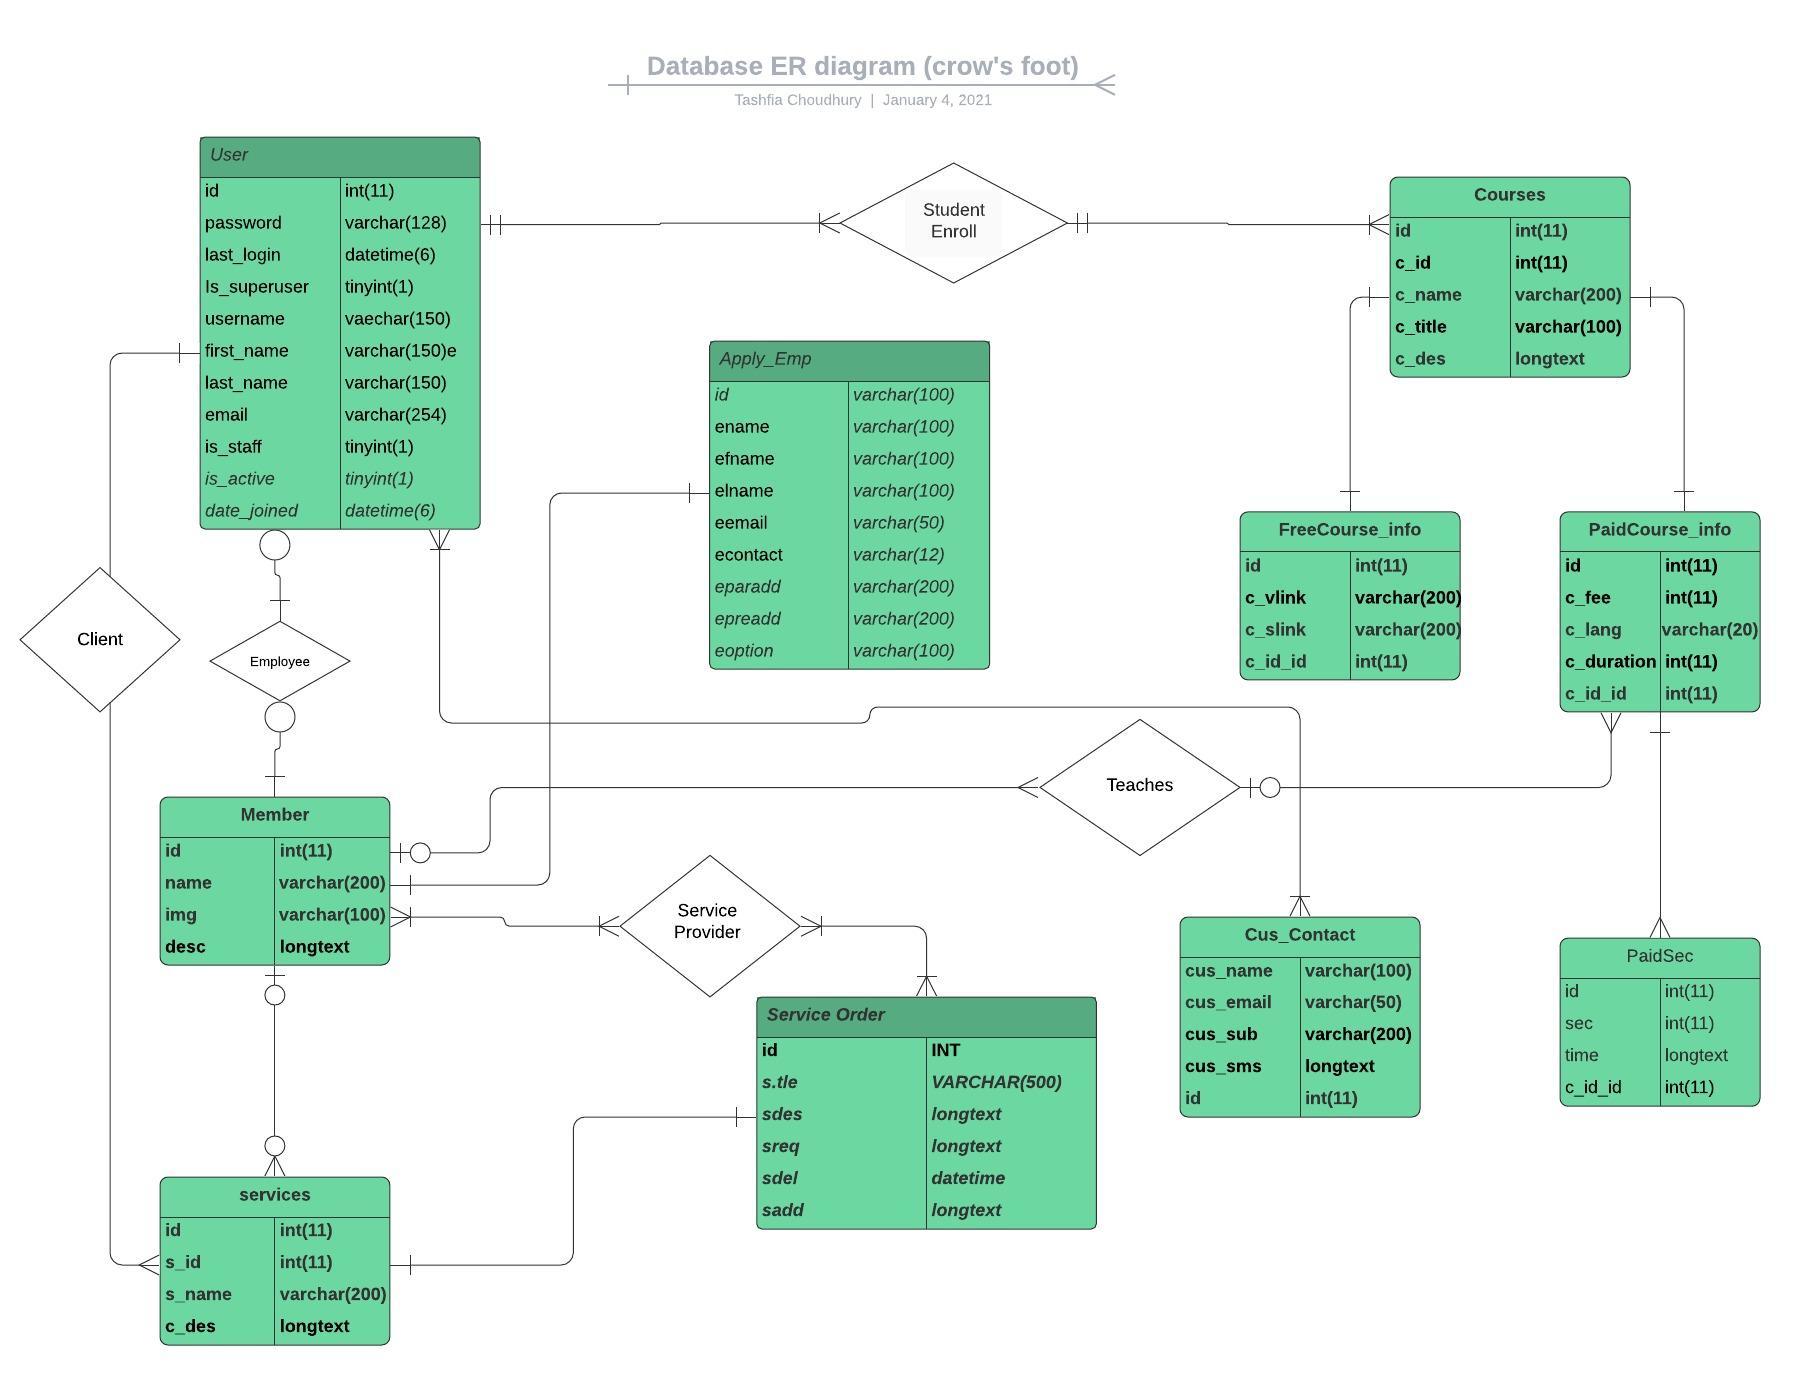 Database ER diagram (crow's foot)
Tashfia Choudhury | January 4, 2021
User
id int(11)
password varchar(128)
last_login datetime(6)
Is_superuser tinyint(1)
username vaechar(150)
first_name varchar(150)e
last_name varchar(150)
email varchar(254)
is_staff tinyint(1)
is_active tinyint(1)
date_joined datetime(6)
Student
Enroll
Courses
id int(11)
c_id int(11)
c_name varchar(200)
c_title varchar(100)
c_des longtext
Apply_Emp
id varchar(100)
ename varchar(100)
efname varchar(100)
elname varchar(100)
eemail varchar(50)
econtact varchar(12)
eparadd varchar(200)
epreadd varchar(200)
eoption varchar(100)
FreeCourse_info
id int(11)
c_vlink varchar(200)
c_slink varchar(200)
c_id_id int(11)
PaidCourse_info
id int(11)
c_fee int(11)
c_lang varchar(20)
c_duration int(11)
c_id_id int(11)
Client
Employee
Teaches
Member
id int(11)
name varchar(200)
img varchar(100)
desc longtext
Service
Provider
Cus_Contact
cus_name varchar(100)
cus_email varchar(50)
cus_sub varchar(200)
cus_sms longtext
id int(11)
PaidSec
id int(11)
sec int(11)
time longtext
c_id_id int(11)
Service Order
id INT
s.tle VARCHAR(500)
sdes longtext
sreq longtext
sdel datetime
sadd longtext
services
id int(11)
s_id int(11)
s_name varchar(200)
c_des longtext